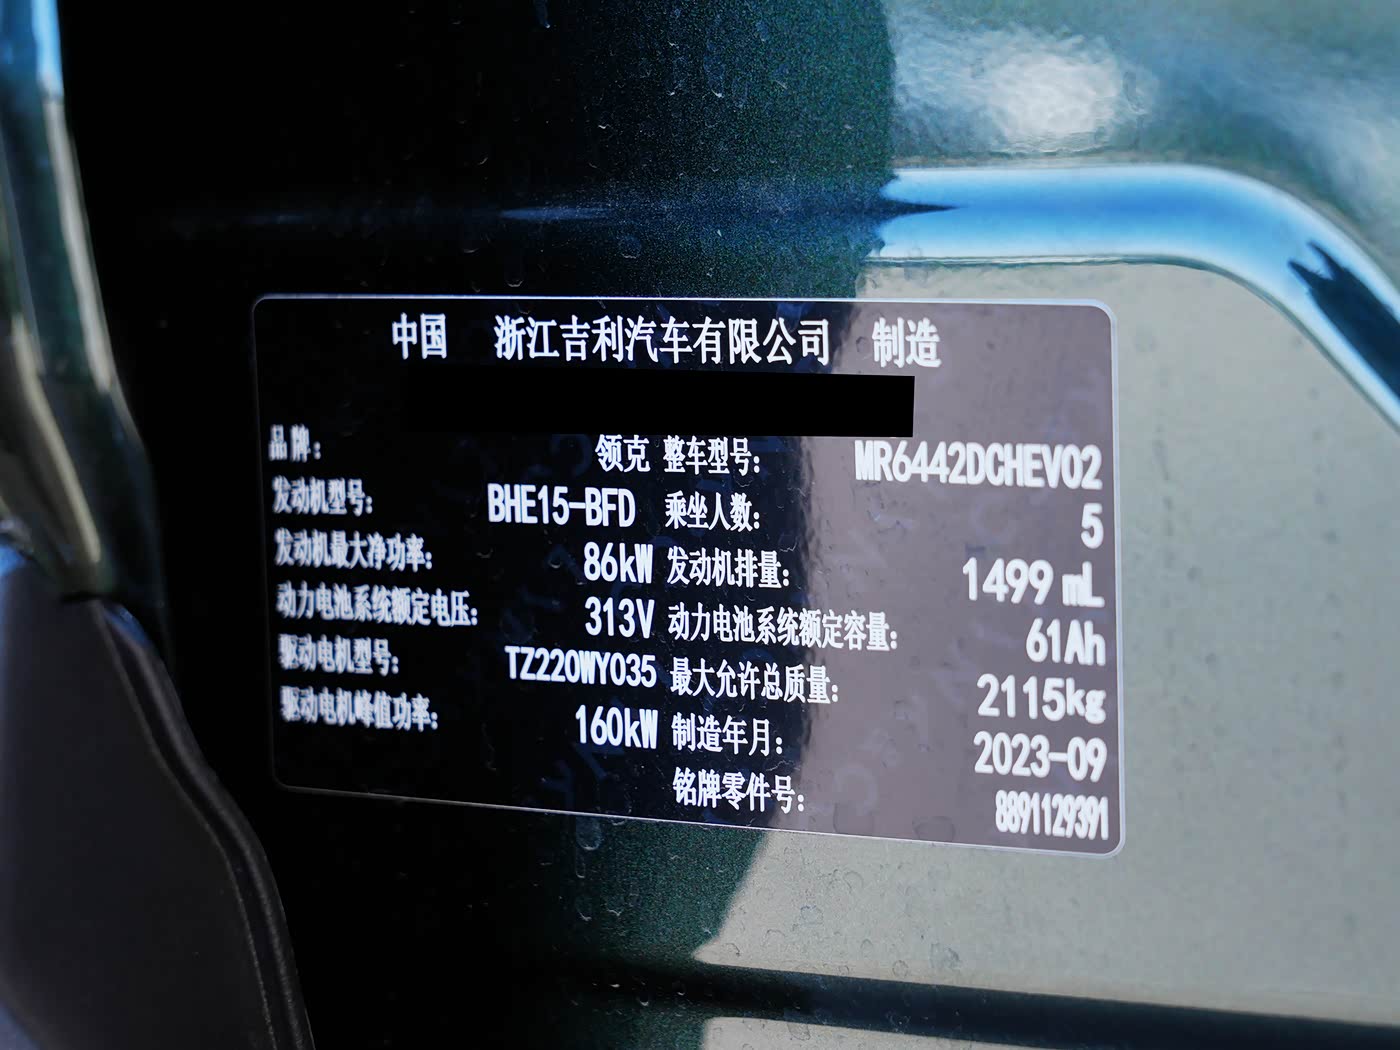 中国 浙江吉利汽车有限公司 制造
品牌: 领克 整车型号: MR6442DCHEV02
发动机型号: BHE15-BFD 乘坐人数: 5
发动机最大净功率: 86kW 发动机排量: 1499mL
动力电池系统额定电压: 313V 动力电池系统额定容量: 61Ah
驱动电机型号: TZ220WY035 最大允许总质量: 2115kg
驱动电机峰值功率: 160kW 制造年月: 2023-09
铭牌零件号: 8891129391